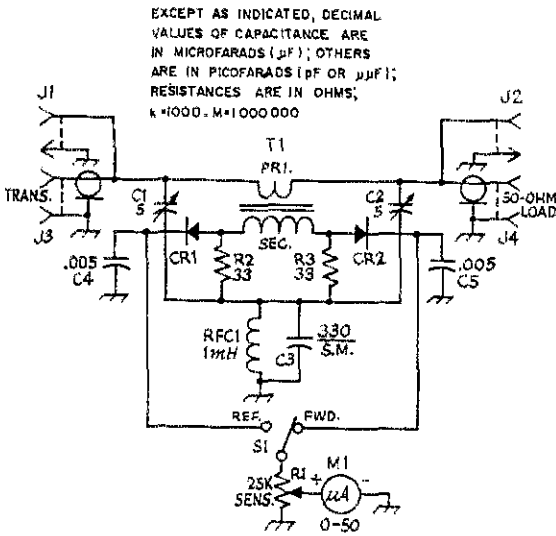 EXCEPT AS INDICATED, DECIMAL
VALUES OF CAPACITANCE ARE
IN MICROFARADS (µF); OTHERS
ARE IN PICOFARADS (pF OR µµF);
RESISTANCES ARE IN OHMS;
k=1000. M=1000000
J1
J2
T1
PRI.
TRANS.
C1
5
C2
5
50-OHM
LOAD
J3
SEC.
J4
CR1
CR2
.005
C4
R2
33
R3
33
.005
C5
RFC1
1mH
C3
330
S.M.
REF.
FWD.
S1
25K
SENS.
R1
+
M1
-
µA
0-50